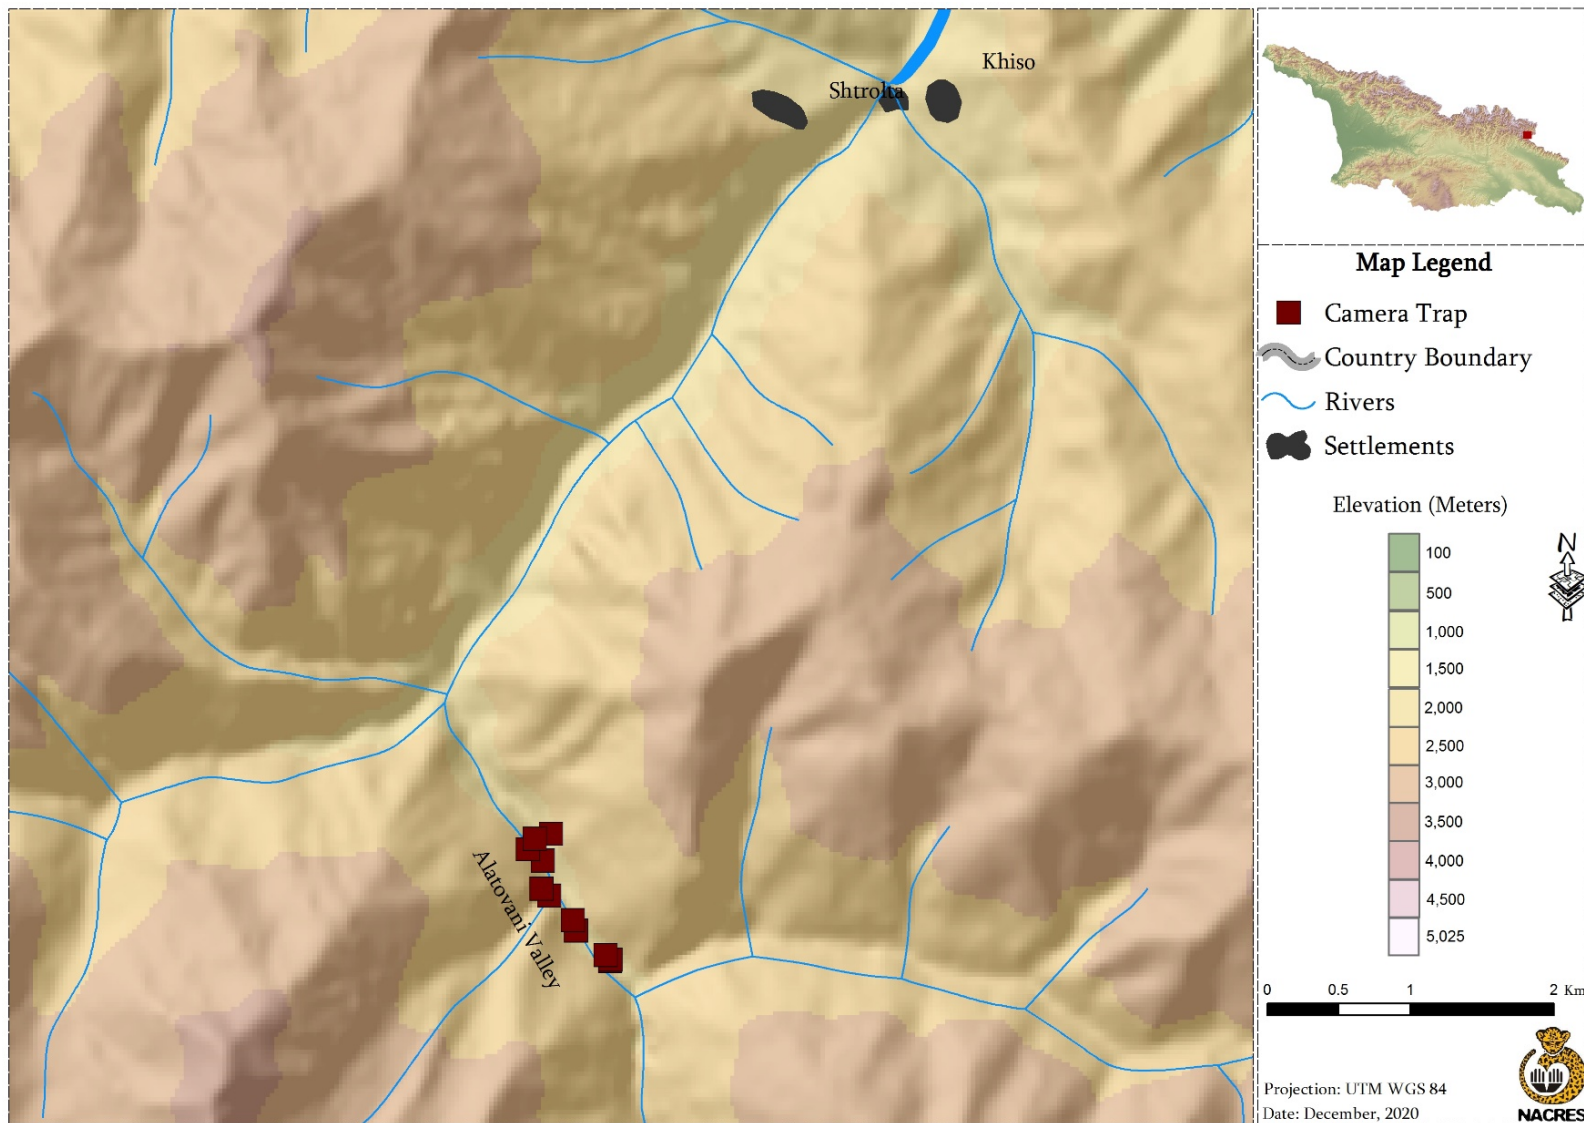 Khiso
Shtrolta
Alatovani Valley
Map Legend
Camera Trap
Country Boundary
Rivers
Settlements
Elevation (Meters)
N
100
500
1,000
1,500
2,000
2,500
3,000
3,500
4,000
4,500
5,025
0 0.5 1 2 Km
Projection: UTM WGS 84
Date: December, 2020
NACRES